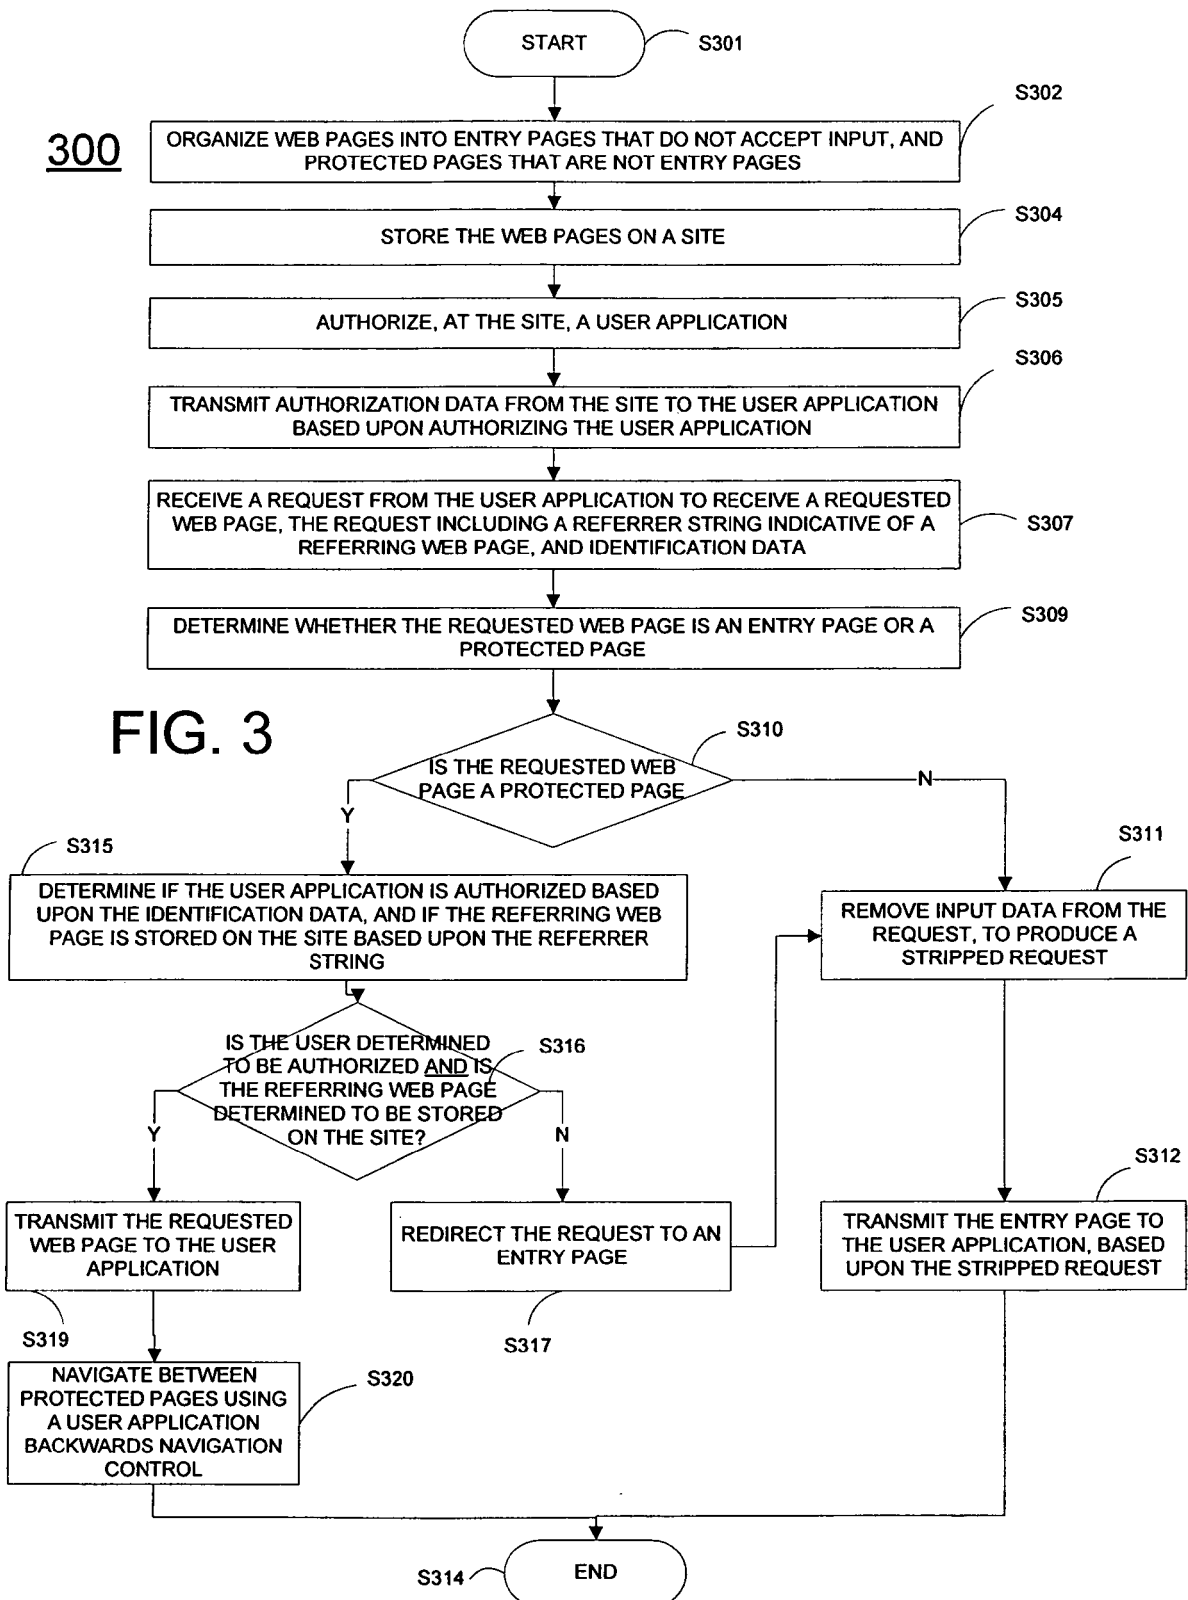 START
S301
S302
300
ORGANIZE WEB PAGES INTO ENTRY PAGES THAT DO NOT ACCEPT INPUT, AND
PROTECTED PAGES THAT ARE NOT ENTRY PAGES
S304
STORE THE WEB PAGES ON A SITE
S305
AUTHORIZE, AT THE SITE, A USER APPLICATION
S306
TRANSMIT AUTHORIZATION DATA FROM THE SITE TO THE USER APPLICATION
BASED UPON AUTHORIZING THE USER APPLICATION
RECEIVE A REQUEST FROM THE USER APPLICATION TO RECEIVE A REQUESTED
WEB PAGE, THE REQUEST INCLUDING A REFERRER STRING INDICATIVE OF A
REFERRING WEB PAGE, AND IDENTIFICATION DATA
S307
S309
DETERMINE WHETHER THE REQUESTED WEB PAGE IS AN ENTRY PAGE OR A
PROTECTED PAGE
FIG. 3
S310
IS THE REQUESTED WEB
PAGE A PROTECTED PAGE
N
Y
S315
S311
DETERMINE IF THE USER APPLICATION IS AUTHORIZED BASED
UPON THE IDENTIFICATION DATA, AND IF THE REFERRING WEB
PAGE IS STORED ON THE SITE BASED UPON THE REFERRER
STRING
REMOVE INPUT DATA FROM THE
REQUEST, TO PRODUCE A
STRIPPED REQUEST
IS THE USER DETERMINED
TO BE AUTHORIZED AND IS
THE REFERRING WEB PAGE
DETERMINED TO BE STORED
ON THE SITE?
S316
Y
N
S312
TRANSMIT THE REQUESTED
WEB PAGE TO THE USER
APPLICATION
REDIRECT THE REQUEST TO AN
ENTRY PAGE
TRANSMIT THE ENTRY PAGE TO
THE USER APPLICATION, BASED
UPON THE STRIPPED REQUEST
S319
S317
NAVIGATE BETWEEN
PROTECTED PAGES USING
A USER APPLICATION
BACKWARDS NAVIGATION
CONTROL
S320
S314
END